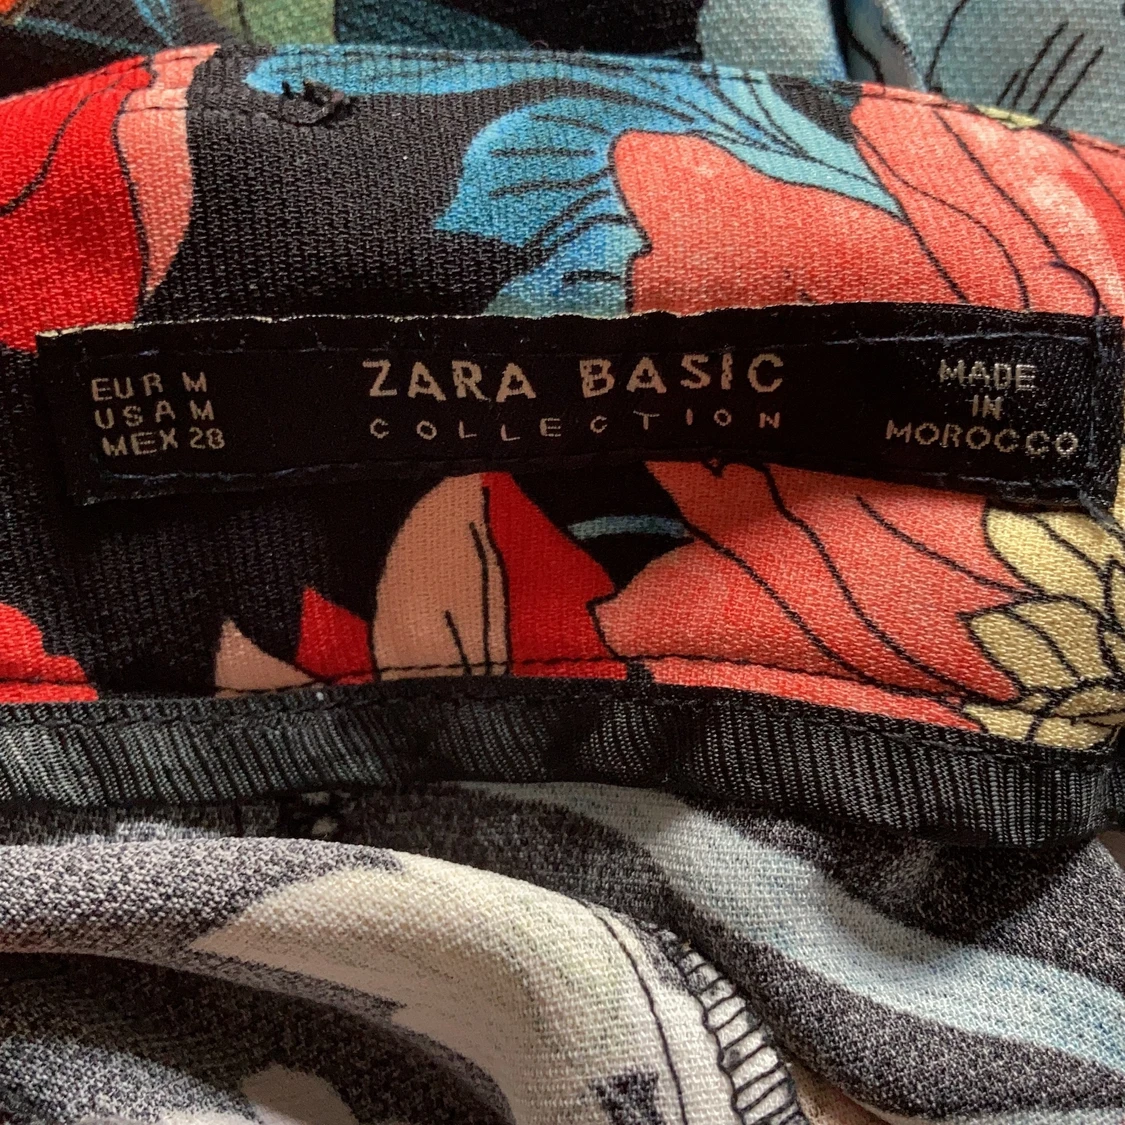 EUR M
USA M
MEX 28
ZARA BASIC
COLLECTION
MADE
IN
MOROCCO